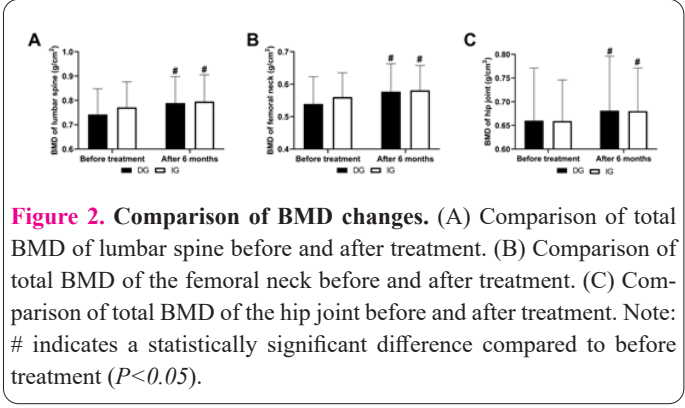 A
BMD of lumbar spine (g/cm²)
1.0
0.9
0.8
0.7
0.6
Before treatment After 6 months
# #
DG IG
B
BMD of femoral neck (g/cm²)
0.7
0.6
0.5
0.4
Before treatment After 6 months
# #
DG IG
C
BMD of hip joint (g/cm²)
0.80
0.75
0.70
0.65
0.60
Before treatment After 6 months
# #
DG IG
Figure 2. Comparison of BMD changes. (A) Comparison of total
BMD of lumbar spine before and after treatment. (B) Comparison of
total BMD of the femoral neck before and after treatment. (C) Com-
parison of total BMD of the hip joint before and after treatment. Note:
# indicates a statistically significant difference compared to before
treatment (P<0.05).